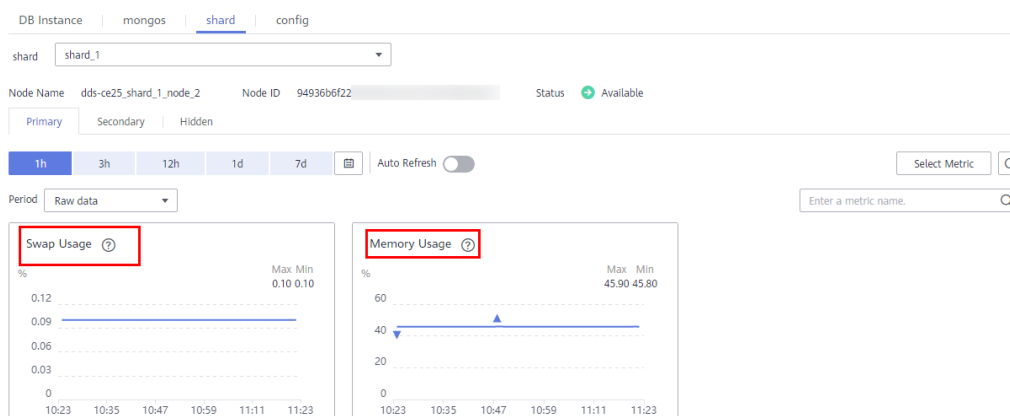 DB Instance mongos shard config
shard shard_1
Node Name dds-ce25_shard_1_node_2 Node ID 94936b6f22 Status Available
Primary Secondary Hidden
1h 3h 12h 1d 7d Auto Refresh Select Metric
Period Raw data Enter a metric name.
Swap Usage ?
%
Max Min
0.10 0.10
0.12
0.09
0.06
0.03
0
10:23 10:35 10:47 10:59 11:11 11:23
Memory Usage ?
%
Max Min
45.90 45.80
60
40
20
0
10:23 10:35 10:47 10:59 11:11 11:23